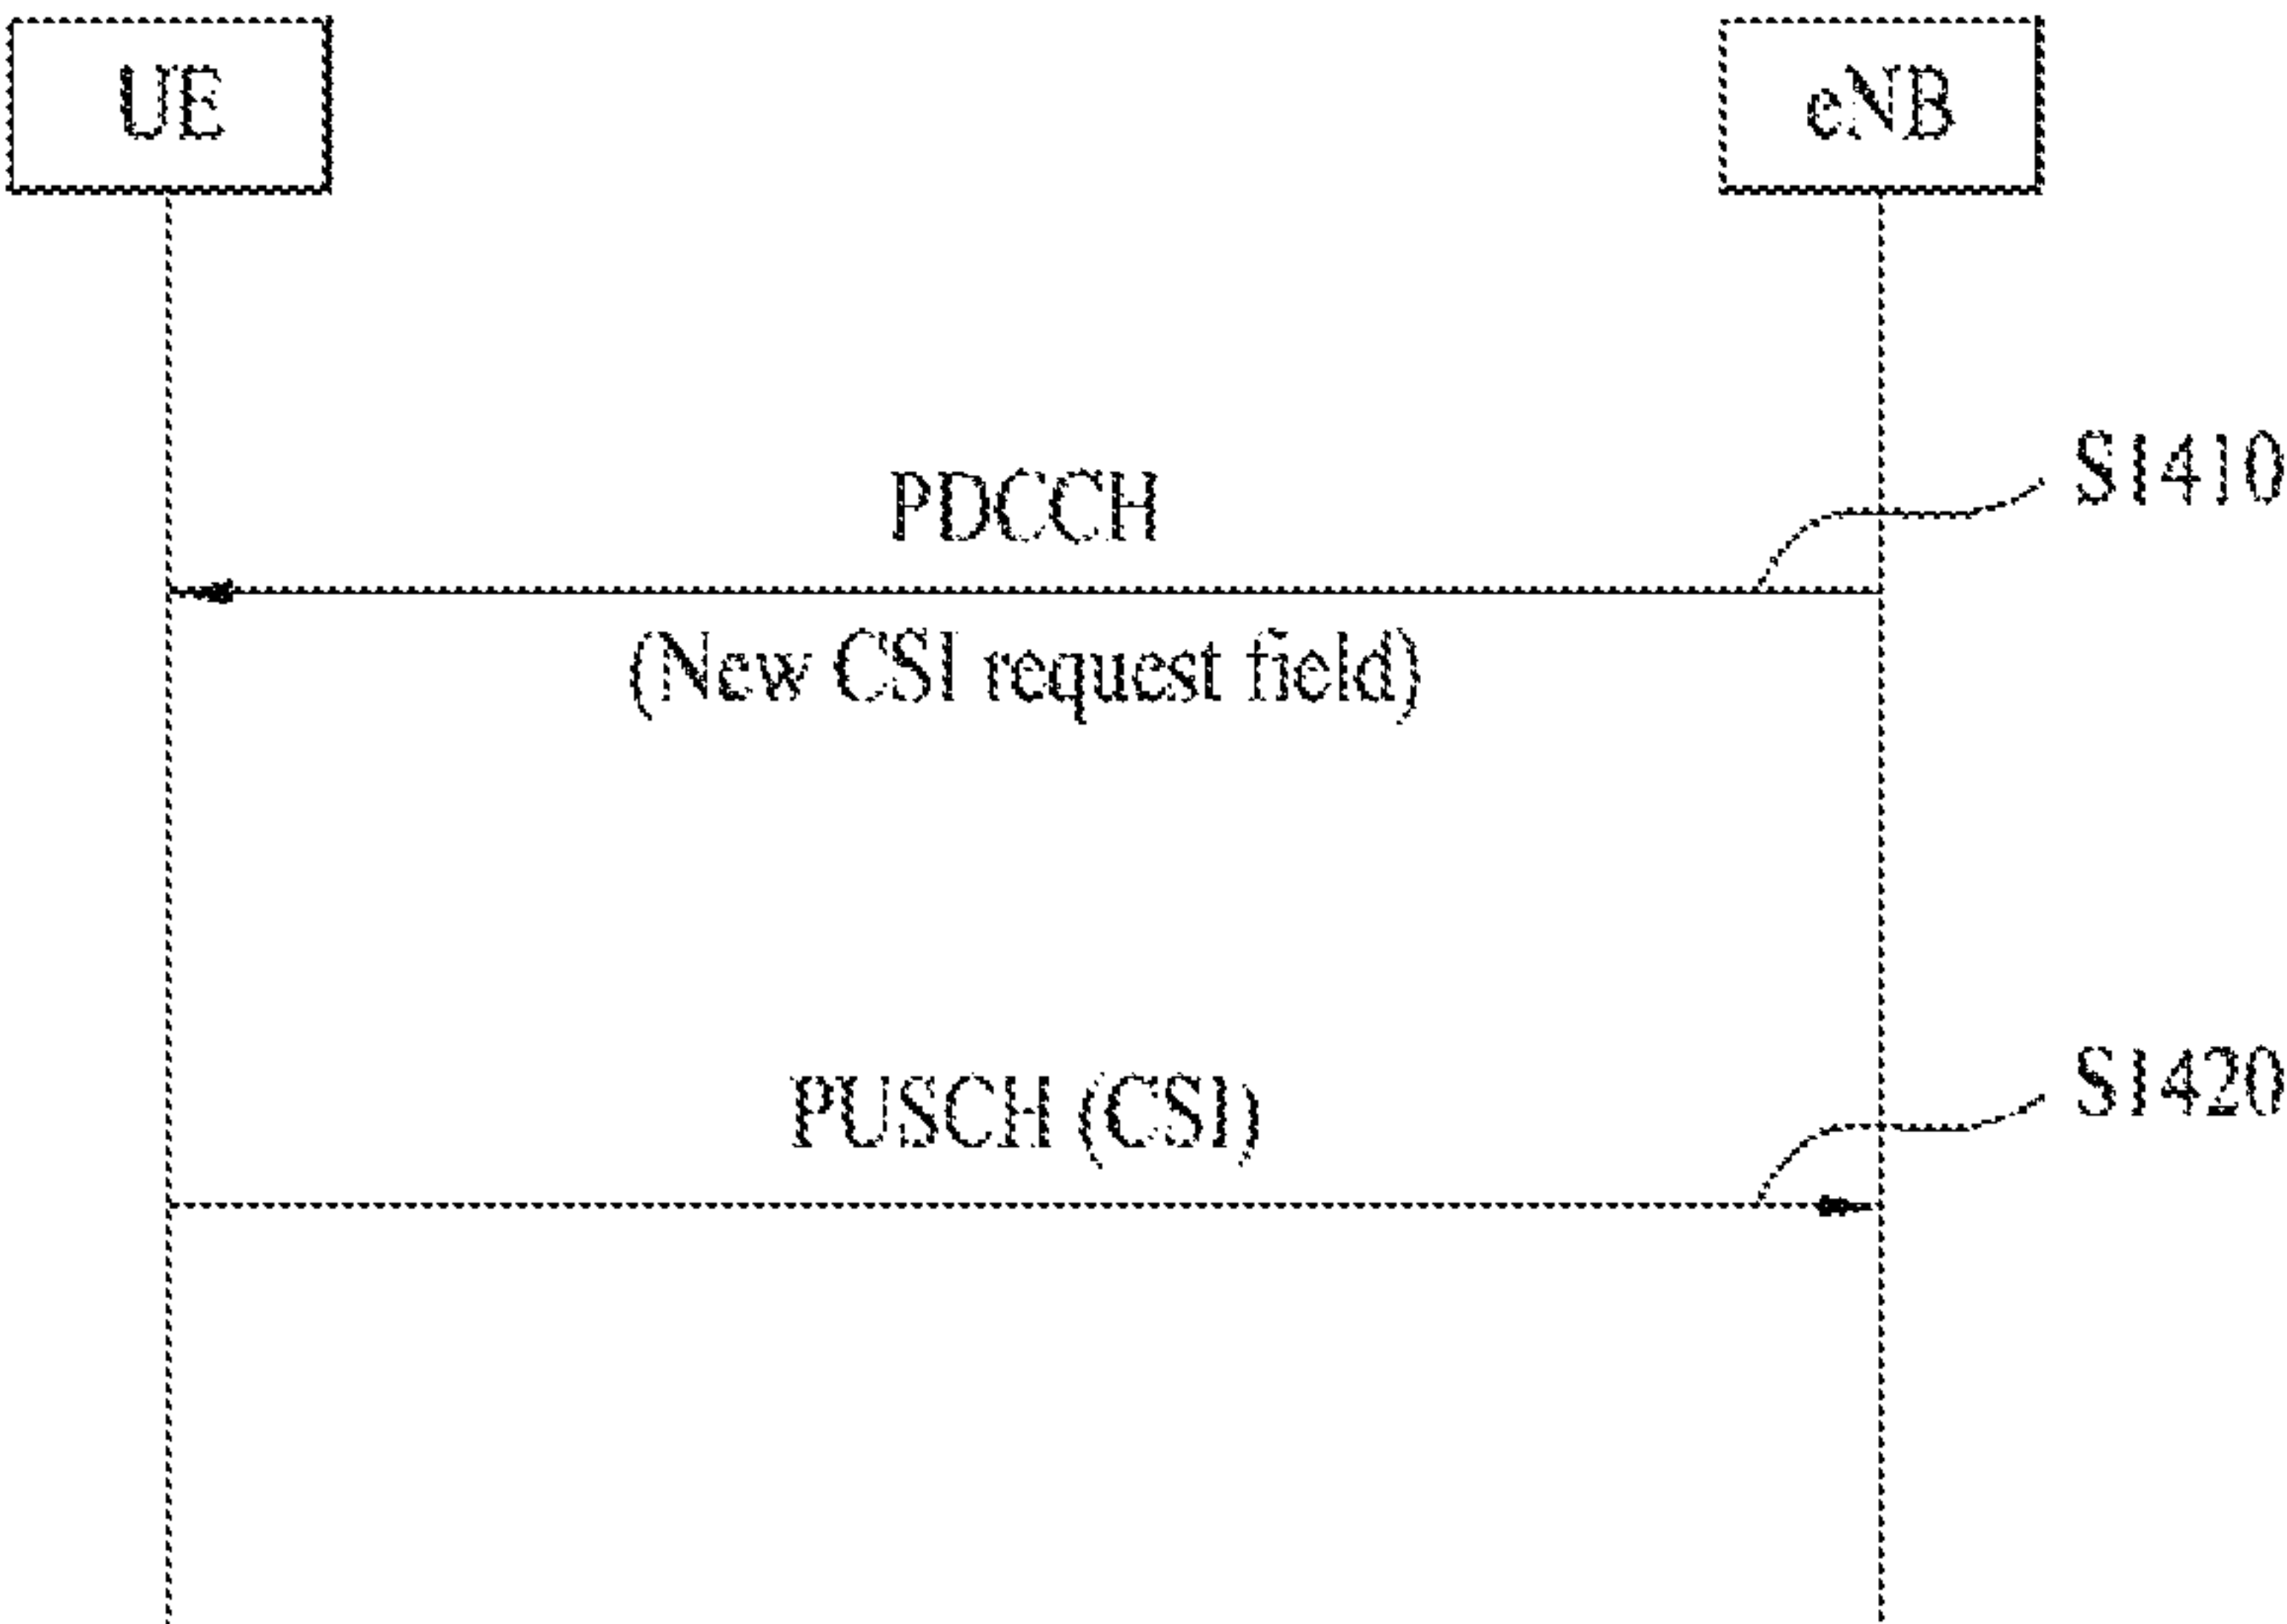 UE
eNB
S1410
PDCCH
(New CSI request field)
S1420
PUSCH (CSI)